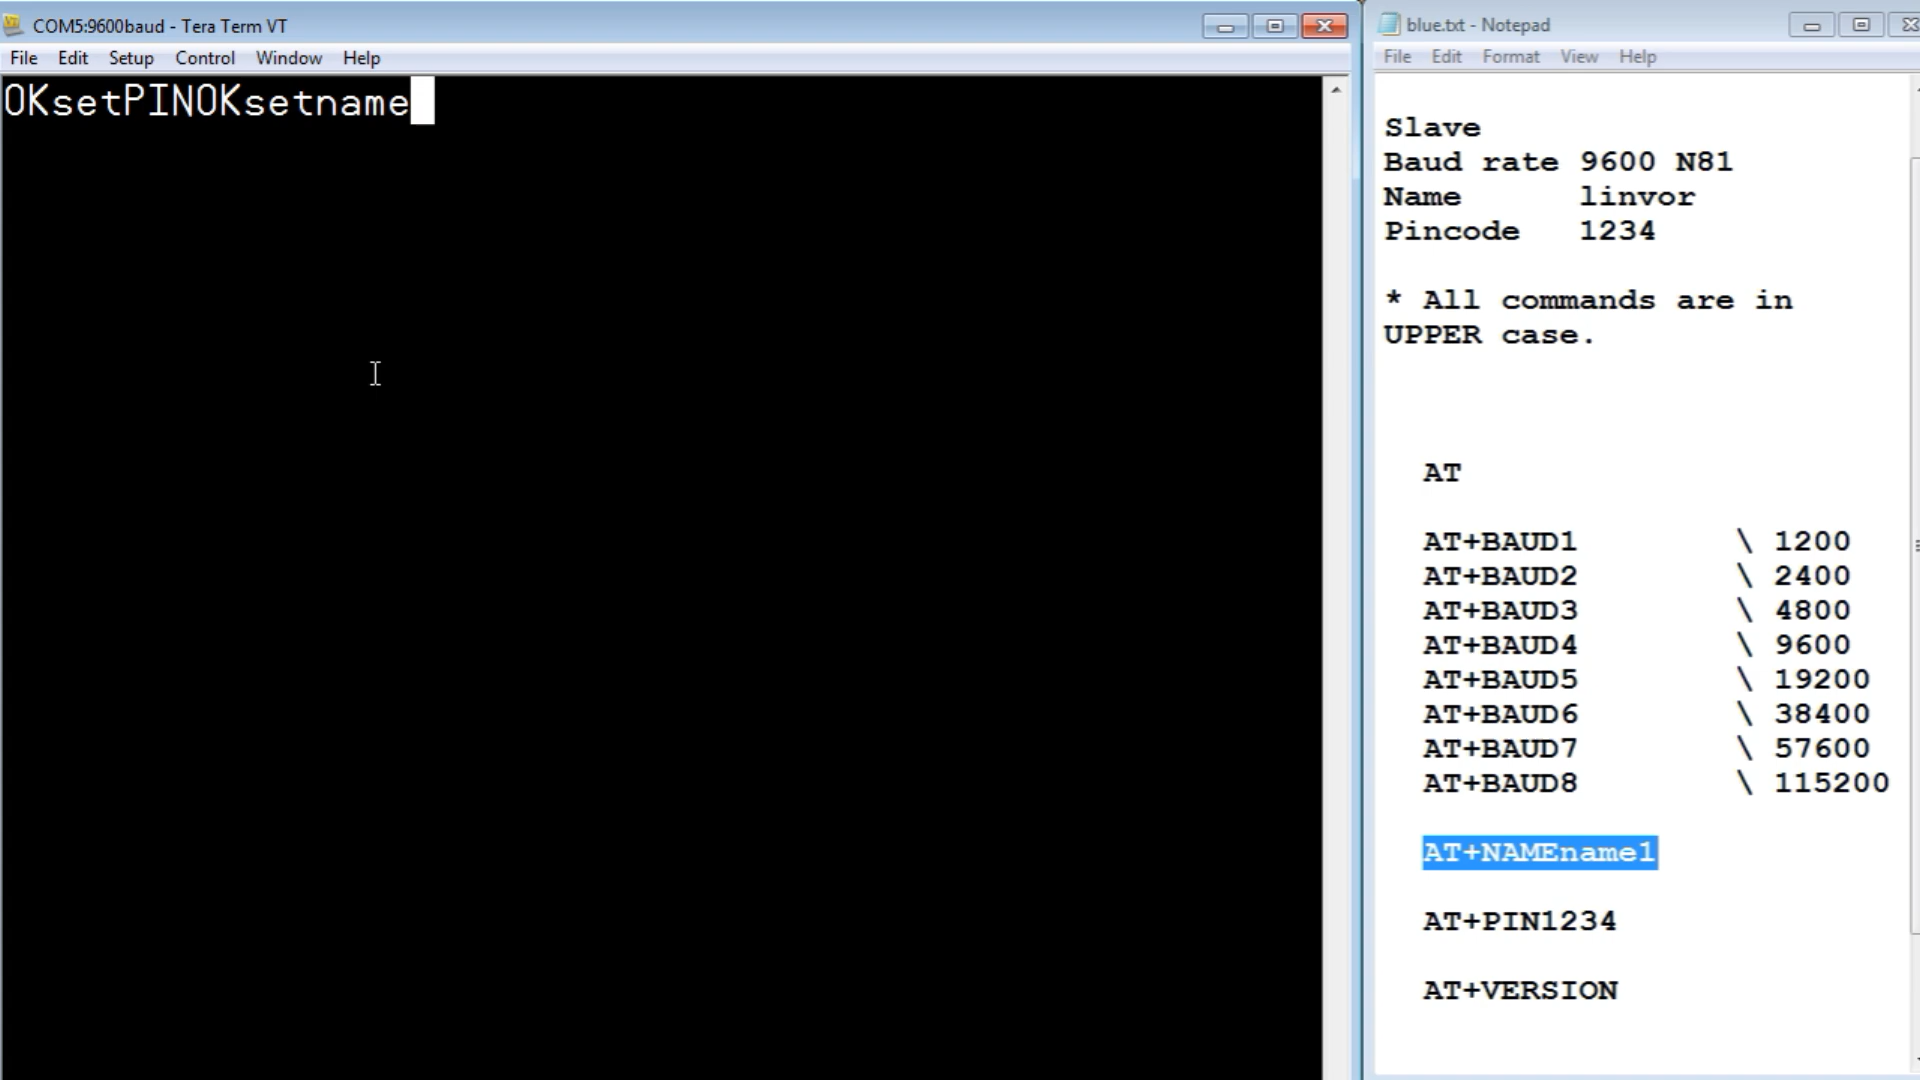 COM5:9600baud - Tera Term VT
File Edit Setup Control Window Help
OKsetPINOKsetname
blue.txt - Notepad
File Edit Format View Help
Slave
Baud rate 9600 N81
Name linvor
Pincode 1234
* All commands are in
UPPER case.
AT
AT+BAUD1 \ 1200
AT+BAUD2 \ 2400
AT+BAUD3 \ 4800
AT+BAUD4 \ 9600
AT+BAUD5 \ 19200
AT+BAUD6 \ 38400
AT+BAUD7 \ 57600
AT+BAUD8 \ 115200
AT+NAMEname1
AT+PIN1234
AT+VERSION